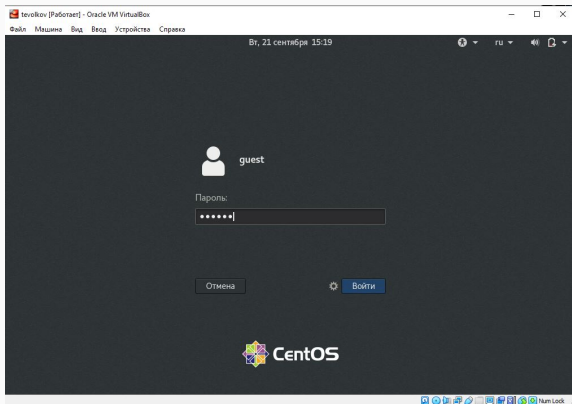 tevolkov [Работает] - Oracle VM VirtualBox
Файл Машина Вид Ввод Устройства Справка
Вт, 21 сентября 15:19
ru
guest
Пароль:
••••••
Отмена
Войти
CentOS
Num Lock